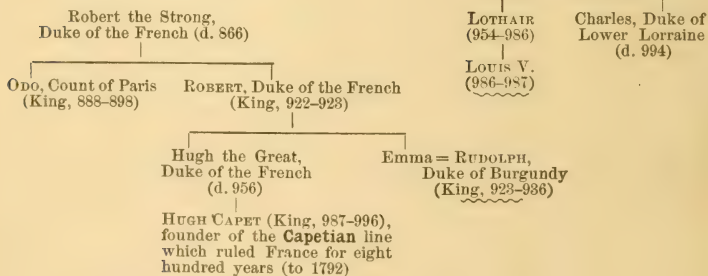 Robert the Strong,
Duke of the French (d. 866)
ODO, Count of Paris
(King, 888–898)
ROBERT, Duke of the French
(King, 922–923)
Hugh the Great,
Duke of the French
(d. 956)
Emma = RUDOLPH,
Duke of Burgundy
(King, 923–936)
HUGH CAPET (King, 987–996),
founder of the Capetian line
which ruled France for eight
hundred years (to 1792)
LOTHAIR
(954–986)
LOUIS V.
(986–987)
Charles, Duke of
Lower Lorraine
(d. 994)